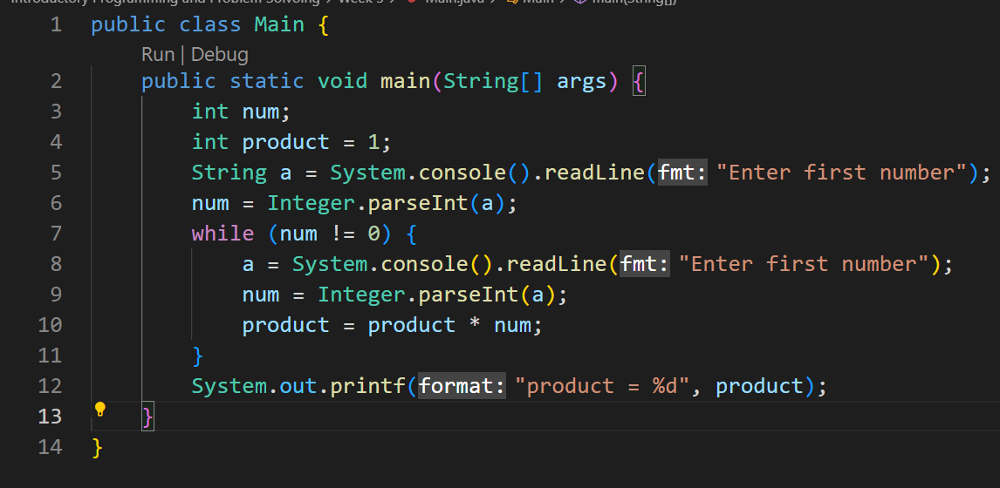 Introductory Programming and Problem Solvoing > Week 5 > Main.java > Main > main(String[])
1 public class Main {
Run | Debug
2 public static void main(String[] args) {
3 int num;
4 int product = 1;
5 String a = System.console().readLine(fmt: "Enter first number");
6 num = Integer.parseInt(a);
7 while (num != 0) {
8 a = System.console().readLine(fmt: "Enter first number");
9 num = Integer.parseInt(a);
10 product = product * num;
11 }
12 System.out.printf(format: "product = %d", product);
13 }
14 }